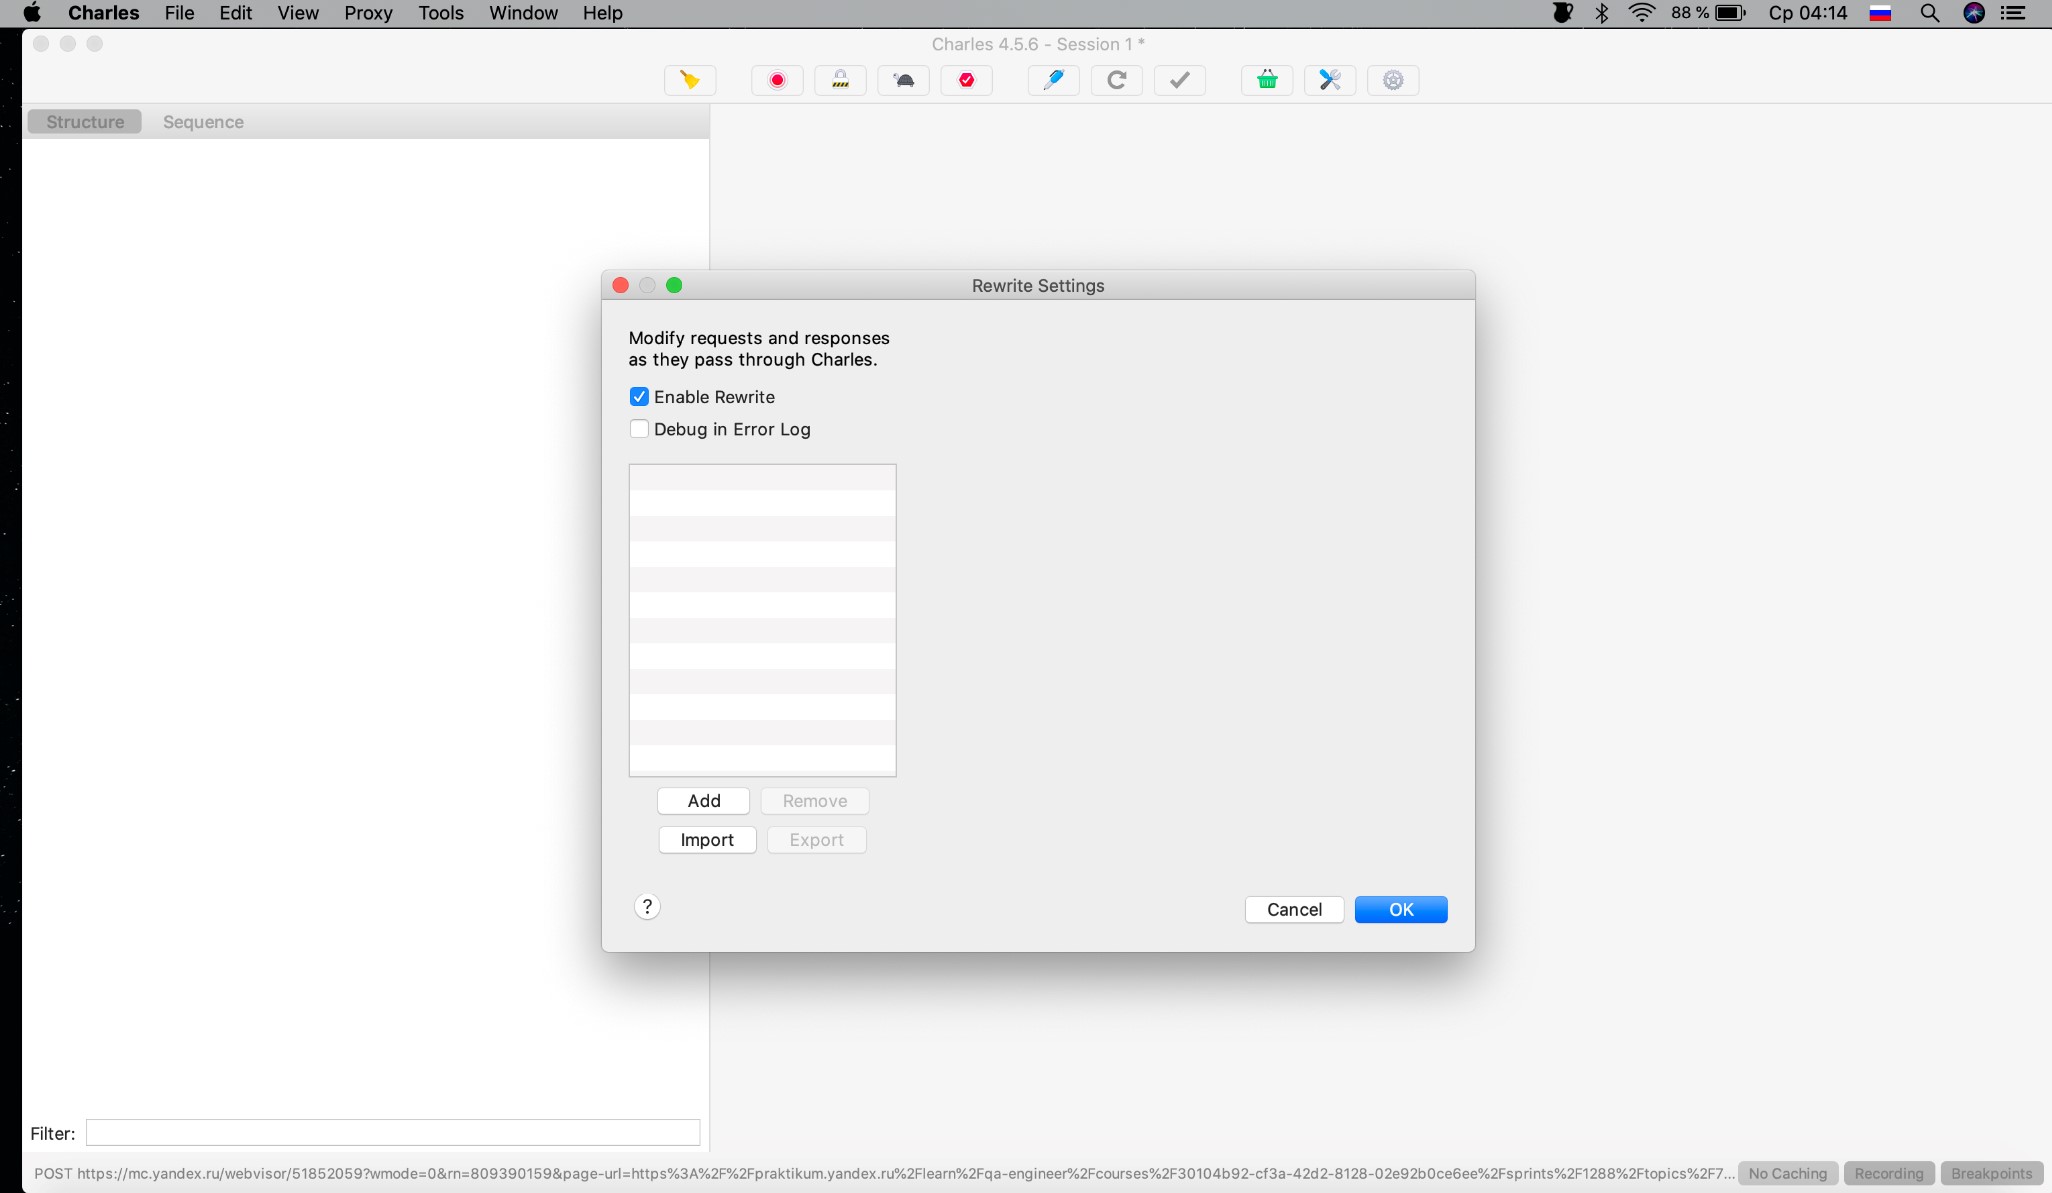 Charles File Edit View Proxy Tools Window Help 88 % Ср 04:14
Charles 4.5.6 - Session 1 *
Structure Sequence
Rewrite Settings
Modify requests and responses
as they pass through Charles.
Enable Rewrite
Debug in Error Log
Add Remove
Import Export
? Cancel OK
Filter:
POST https://mc.yandex.ru/webvisor/51852059?wmode=0&rn=809390159&page-url=https%3A%2F%2Fpraktikum.yandex.ru%2Flearn%2Fqa-engineer%2Fcourses%2F30104b92-cf3a-42d2-8128-02e92b0ce6ee%2Fsprints%2F1288%2Ftopics%2F7... No Caching Recording Breakpoints